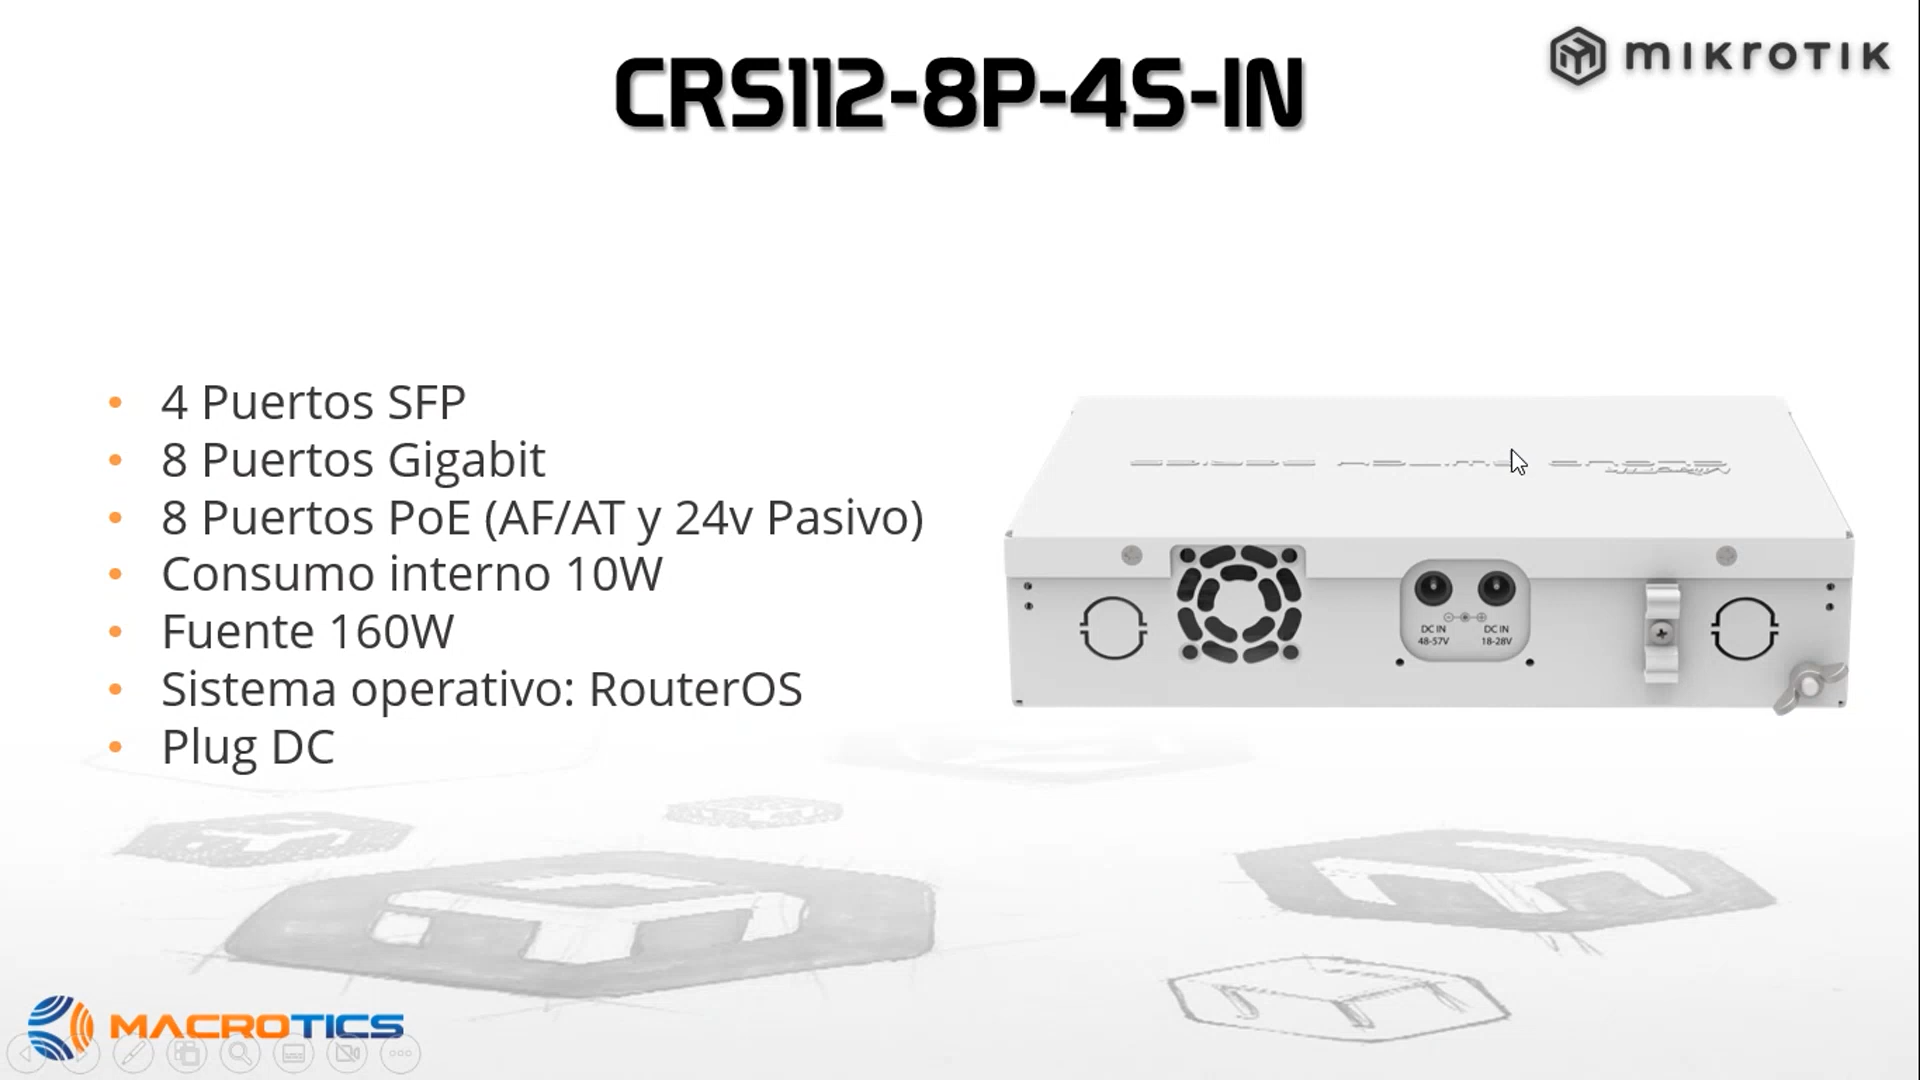 CRS112-8P-4S-IN
mikrotik
• 4 Puertos SFP
• 8 Puertos Gigabit
• 8 Puertos PoE (AF/AT y 24v Pasivo)
• Consumo interno 10W
• Fuente 160W
• Sistema operativo: RouterOS
• Plug DC
DC IN
48-57V
DC IN
18-28V
MACROTICS